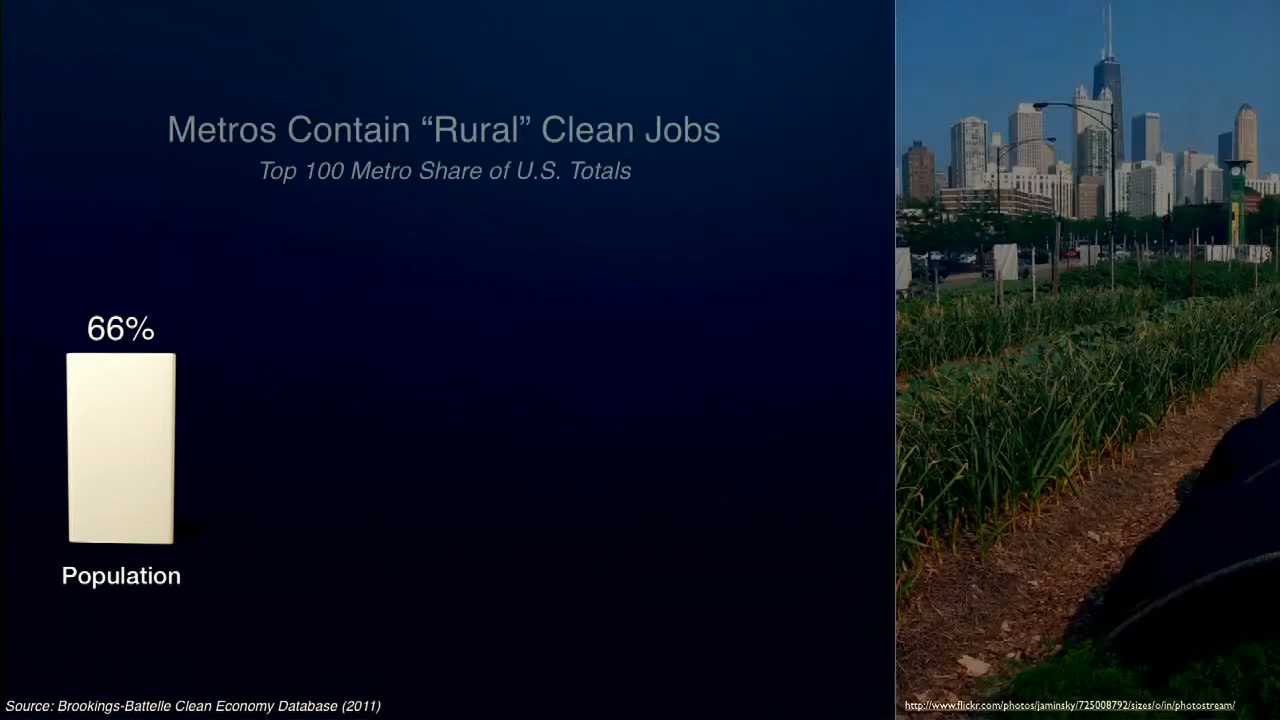 Metros Contain “Rural” Clean Jobs
Top 100 Metro Share of U.S. Totals
66%
Population
Source: Brookings-Battelle Clean Economy Database (2011)
http://www.flickr.com/photos/jaminsky/725008792/sizes/o/in/photostream/